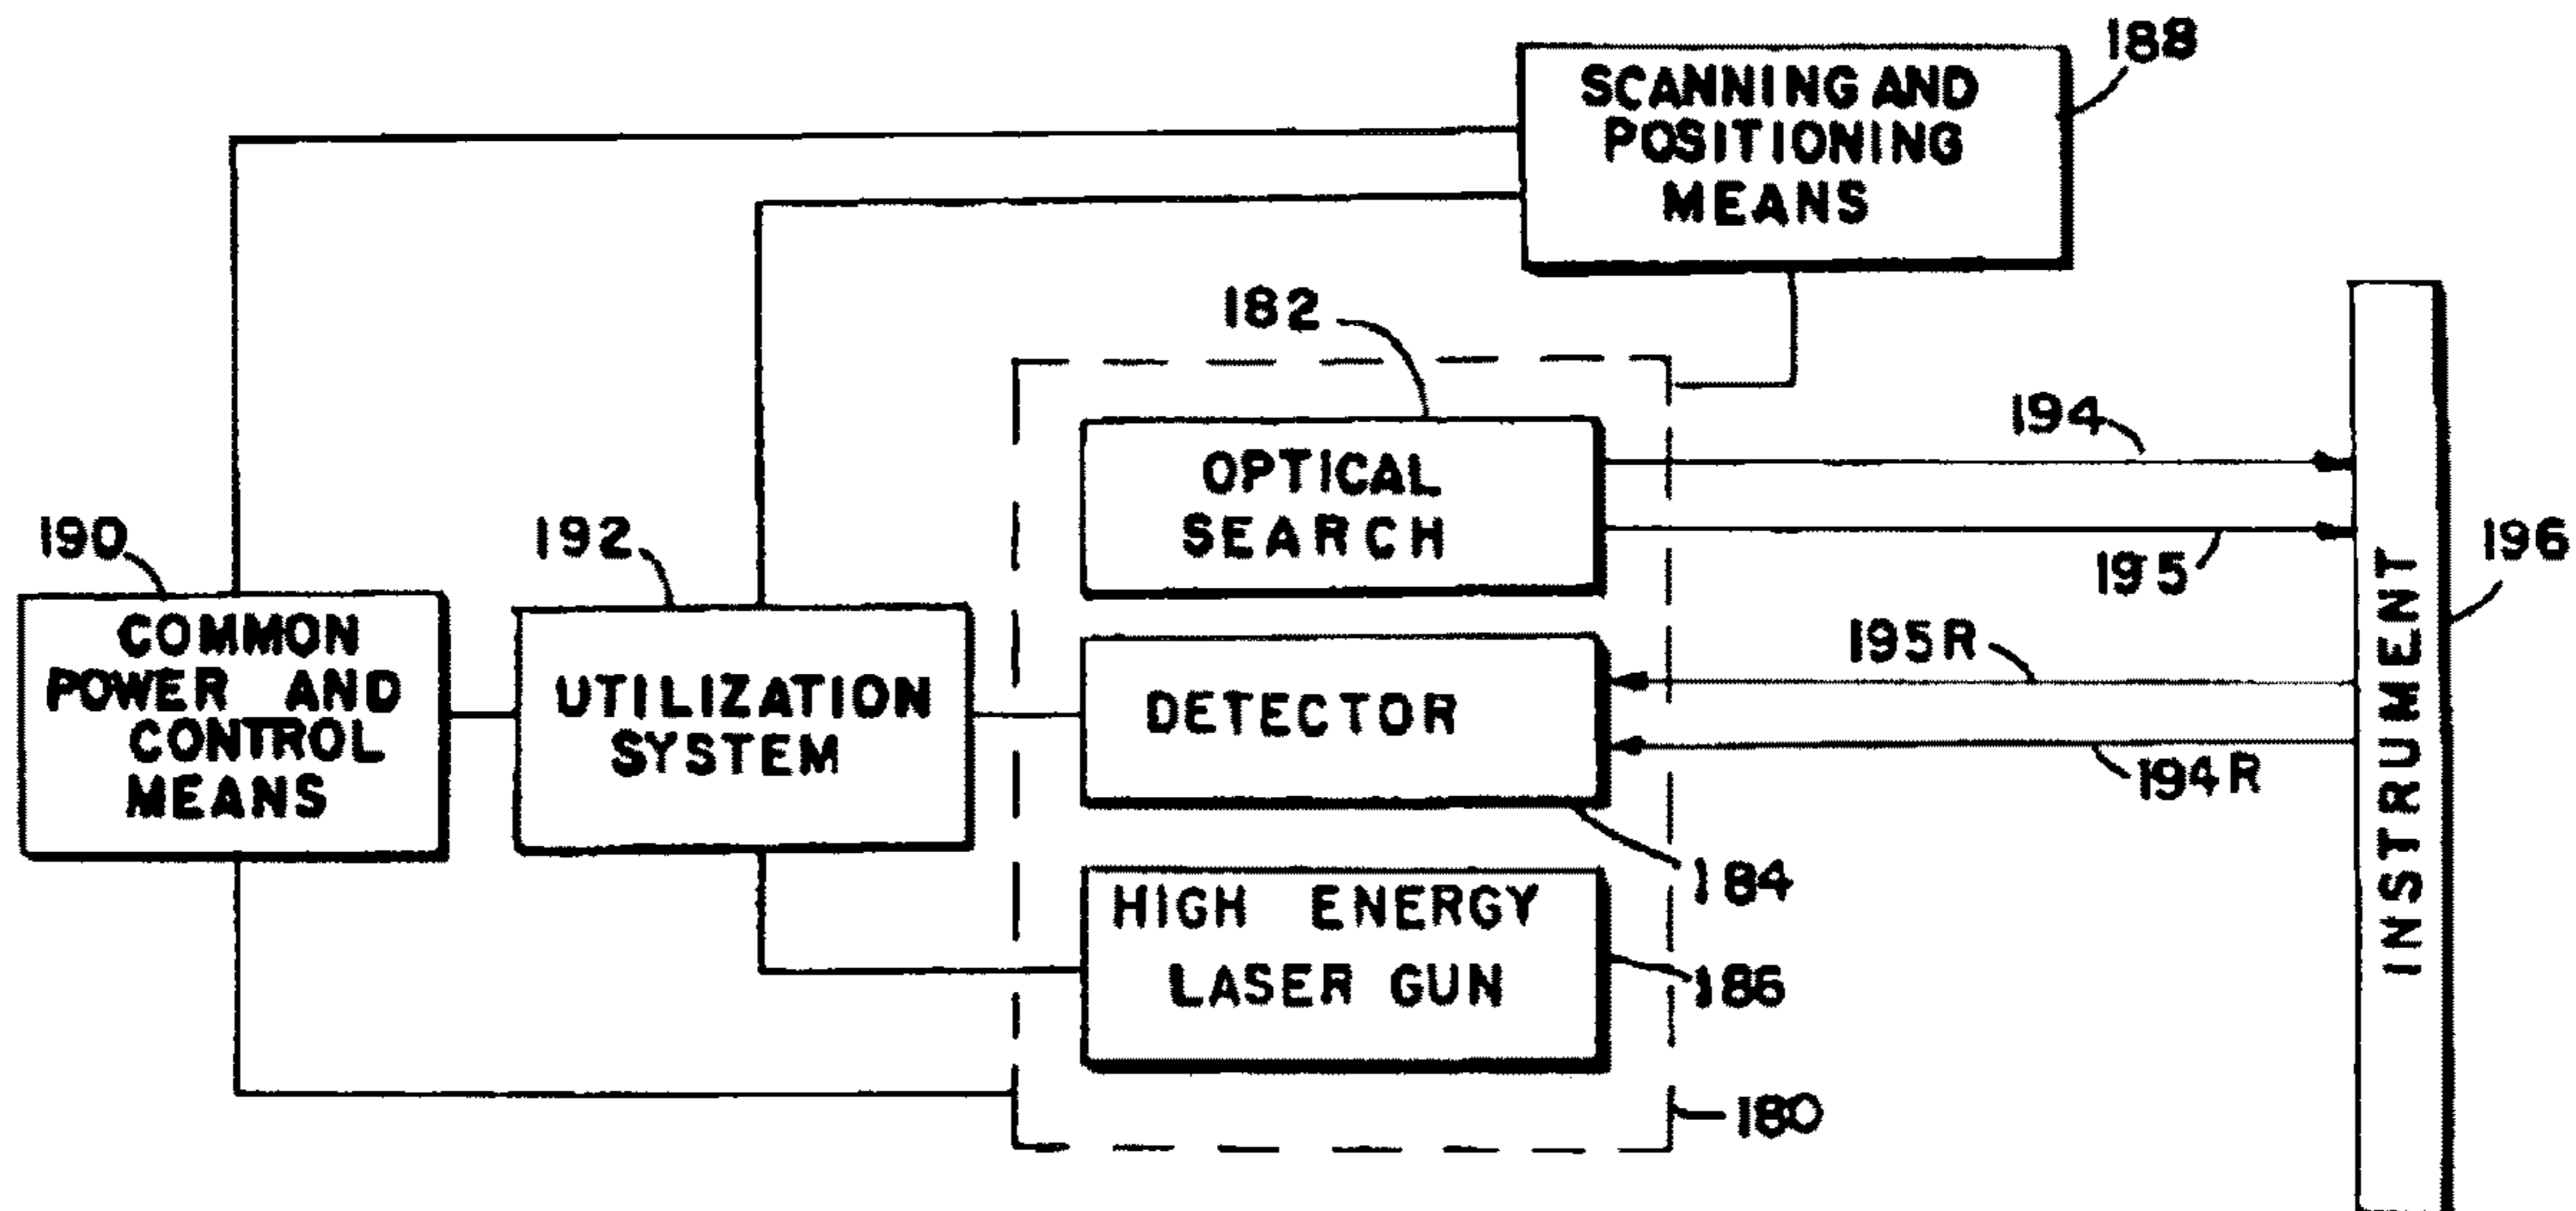 188
SCANNING AND
POSITIONING
MEANS
182
194
OPTICAL
SEARCH
190
192
195
196
COMMON
POWER AND
CONTROL
MEANS
UTILIZATION
SYSTEM
195R
DETECTOR
194R
INSTRUMENT
184
HIGH ENERGY
LASER GUN
186
180